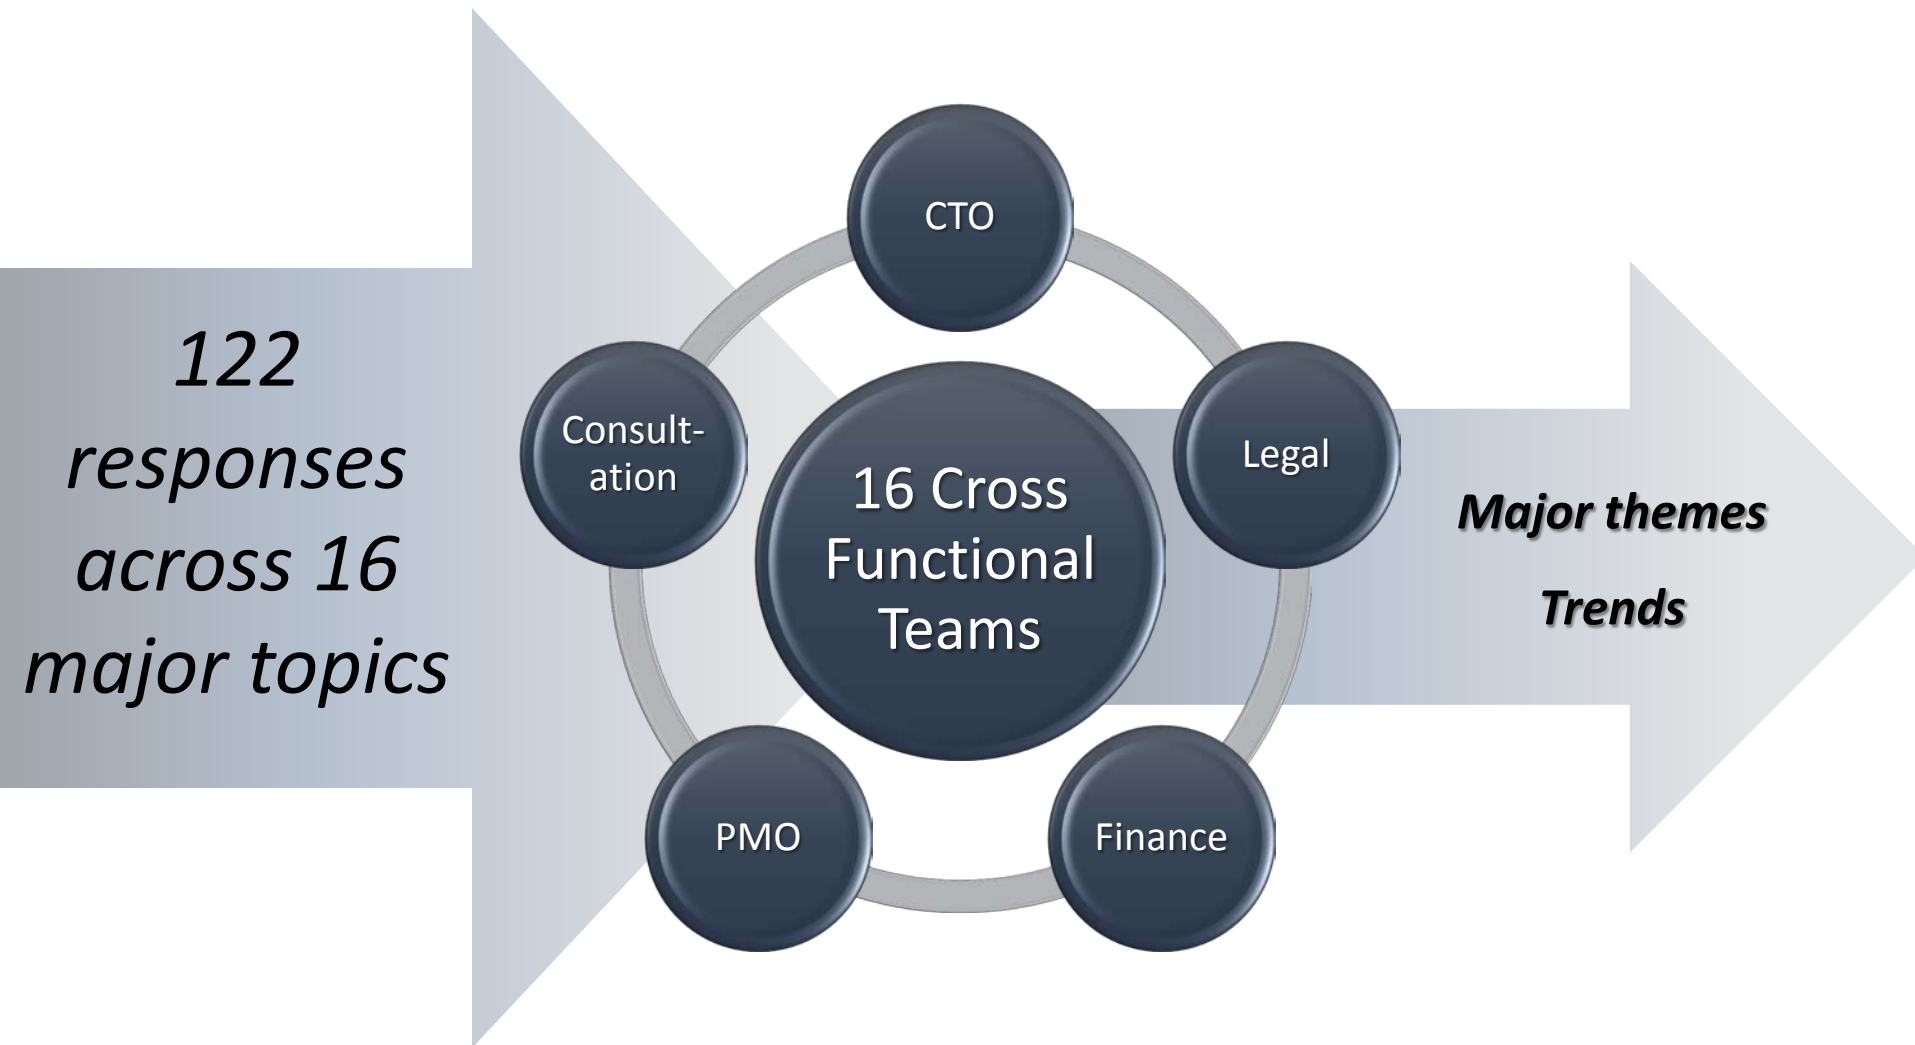 122
responses
across 16
major topics
CTO
Consult-
ation
Legal
16 Cross
Functional
Teams
PMO
Finance
Major themes
Trends